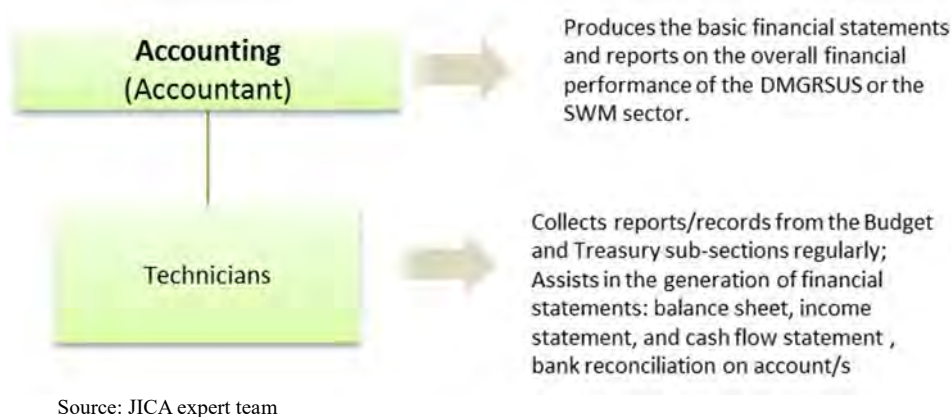 Accounting
(Accountant)
Produces the basic financial statements
and reports on the overall financial
performance of the DMGRSUS or the
SWM sector.
Technicians
Collects reports/records from the Budget
and Treasury sub-sections regularly;
Assists in the generation of financial
statements: balance sheet, income
statement, and cash flow statement ,
bank reconciliation on account/s
Source: JICA expert team